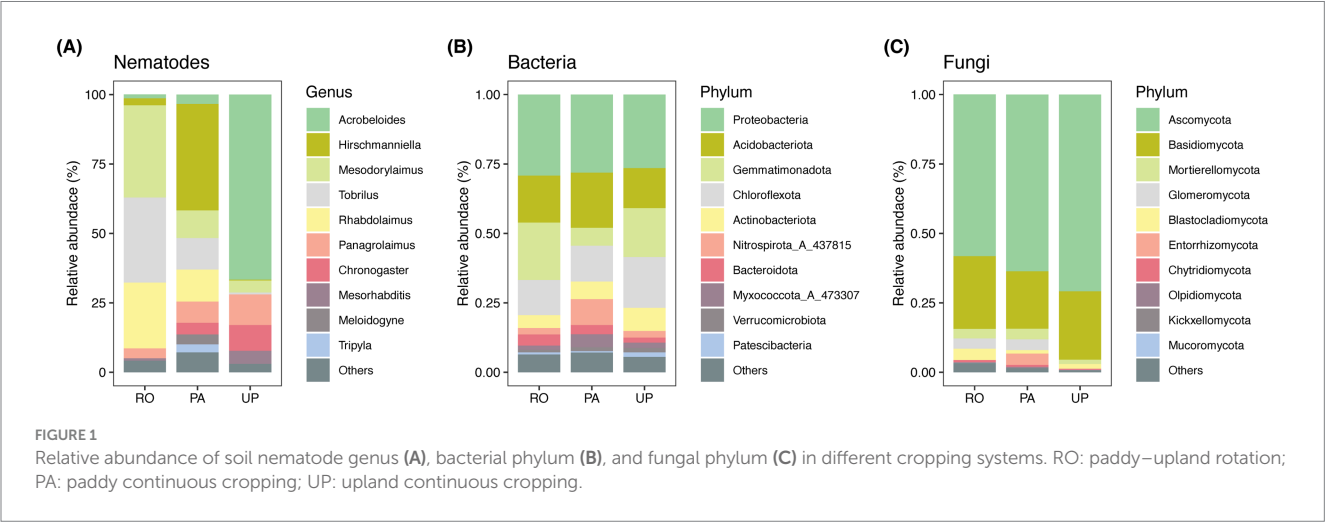 (A)
Nematodes
Relative abundace (%)
100
75
50
25
0
RO PA UP
Genus
Acrobeloides
Hirschmanniella
Mesodorylaimus
Tobrilus
Rhabdolaimus
Panagrolaimus
Chronogaster
Mesorhabditis
Meloidogyne
Tripyla
Others
(B)
Bacteria
Relative abundace (%)
1.00
0.75
0.50
0.25
0.00
RO PA UP
Phylum
Proteobacteria
Acidobacteriota
Gemmatimonadota
Chloroflexota
Actinobacteriota
Nitrospirota_A_437815
Bacteroidota
Myxococcota_A_473307
Verrucomicrobiota
Patescibacteria
Others
(C)
Fungi
Relative abundace (%)
1.00
0.75
0.50
0.25
0.00
RO PA UP
Phylum
Ascomycota
Basidiomycota
Mortierellomycota
Glomeromycota
Blastocladiomycota
Entorrhizomycota
Chytridiomycota
Olpidiomycota
Kickxellomycota
Mucoromycota
Others
FIGURE 1
Relative abundance of soil nematode genus (A), bacterial phylum (B), and fungal phylum (C) in different cropping systems. RO: paddy–upland rotation;
PA: paddy continuous cropping; UP: upland continuous cropping.